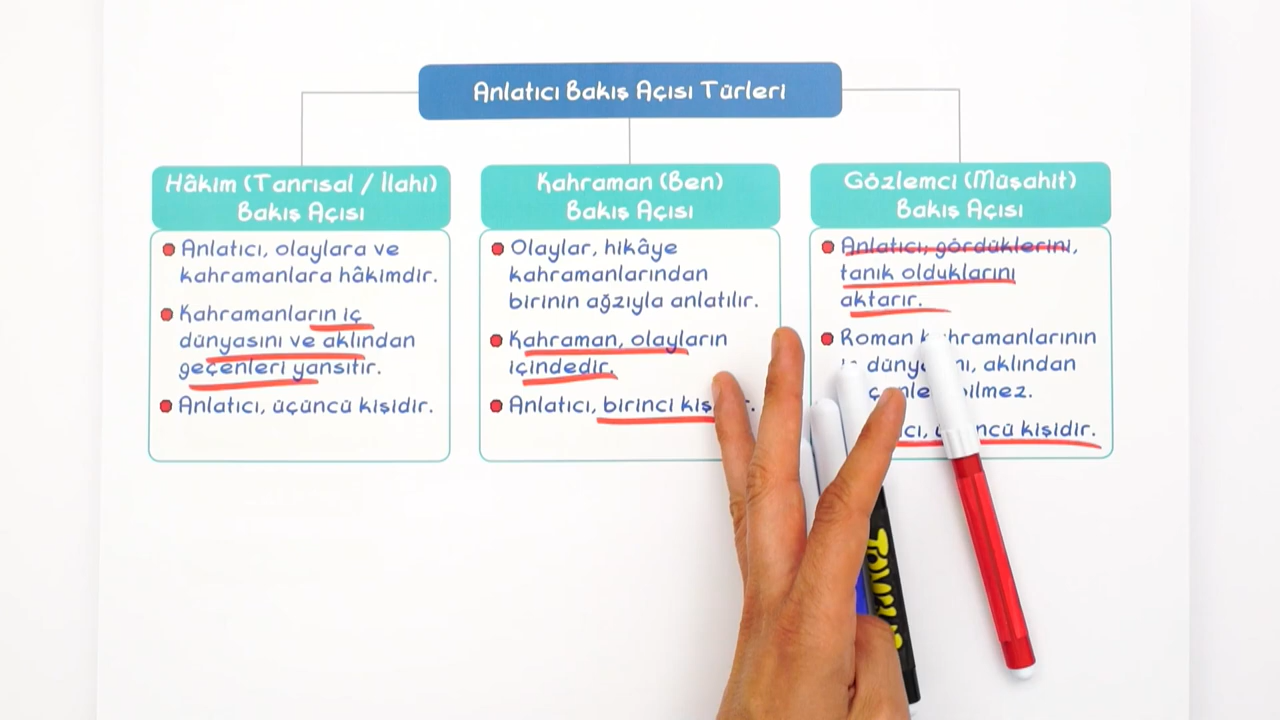 Anlatıcı Bakış Açısı Türleri
Hâkim (Tanrısal / İlahi)
Bakış Açısı
Anlatıcı, olaylara ve
kahramanlara hâkimdir.
Kahramanların iç
dünyasını ve aklından
geçenleri yansıtır.
Anlatıcı, üçüncü kişidir.
Kahraman (Ben)
Bakış Açısı
Olaylar, hikâye
kahramanlarından
birinin ağzıyla anlatılır.
Kahraman, olayların
içindedir.
Anlatıcı, birinci
Gözlemci (Müşahit)
Bakış Açısı
Anlatıcı, gördüklerini,
tanık olduklarını
aktarır.
Roman kahramanlarının
aklından
bilmez.
kişidir.